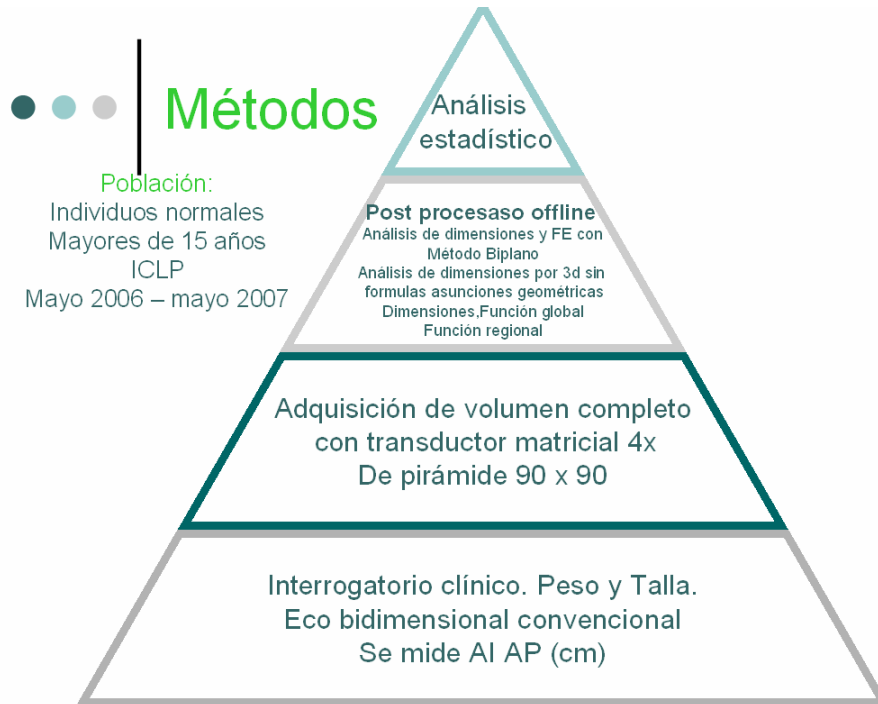 Métodos
Población:
Individuos normales
Mayores de 15 años
ICLP
Mayo 2006 – mayo 2007
Análisis
estadístico
Post procesaso offline
Análisis de dimensiones y FE con
Método Biplano
Análisis de dimensiones por 3d sin
formulas asunciones geométricas
Dimensiones,Función global
Función regional
Adquisición de volumen completo
con transductor matricial 4x
De pirámide 90 x 90
Interrogatorio clínico. Peso y Talla.
Eco bidimensional convencional
Se mide AI AP (cm)